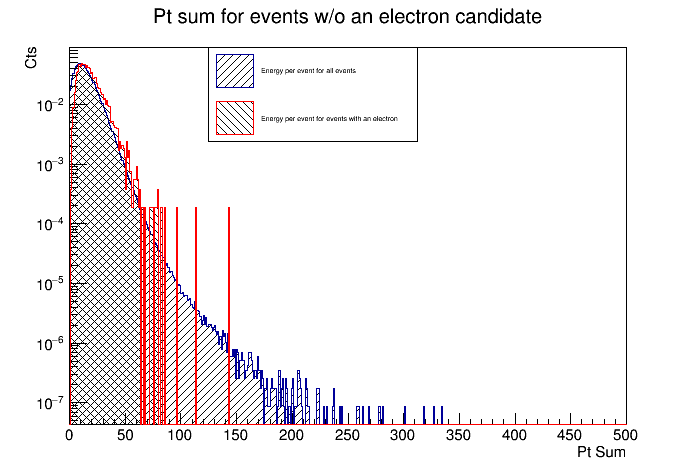 Pt sum for events w/o an electron candidate
Cts
Energy per event for all events
Energy per event for events with an electron
10⁻²
10⁻³
10⁻⁴
10⁻⁵
10⁻⁶
10⁻⁷
0 50 100 150 200 250 300 350 400 450 500
Pt Sum